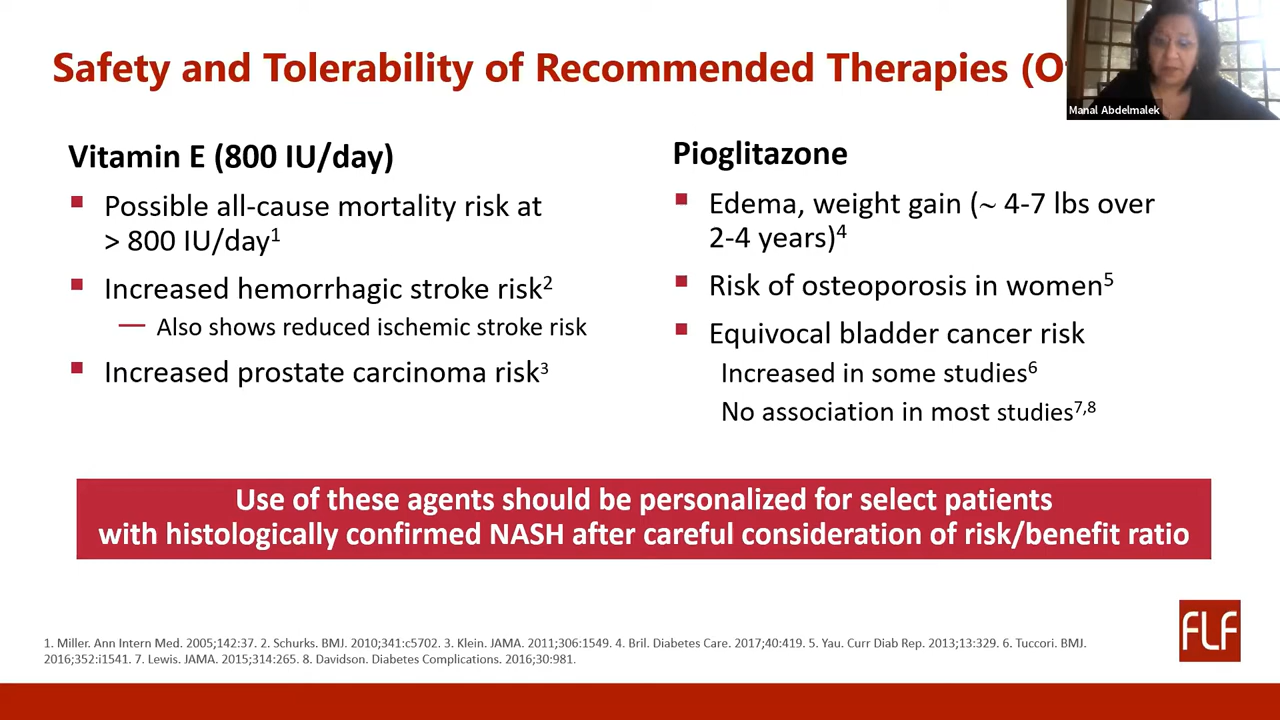 Safety and Tolerability of Recommended Therapies
Manal Abdelmalek
Vitamin E (800 IU/day)
▪ Possible all-cause mortality risk at
> 800 IU/day¹
▪ Increased hemorrhagic stroke risk²
— Also shows reduced ischemic stroke risk
▪ Increased prostate carcinoma risk³
Pioglitazone
▪ Edema, weight gain (~ 4-7 lbs over
2-4 years)⁴
▪ Risk of osteoporosis in women⁵
▪ Equivocal bladder cancer risk
Increased in some studies⁶
No association in most studies⁷,⁸
Use of these agents should be personalized for select patients
with histologically confirmed NASH after careful consideration of risk/benefit ratio
1. Miller. Ann Intern Med. 2005;142:37. 2. Schurks. BMJ. 2010;341:c5702. 3. Klein. JAMA. 2011;306:1549. 4. Bril. Diabetes Care. 2017;40:419. 5. Yau. Curr Diab Rep. 2013;13:329. 6. Tuccori. BMJ.
2016;352:i1541. 7. Lewis. JAMA. 2015;314:265. 8. Davidson. Diabetes Complications. 2016;30:981.
FLF